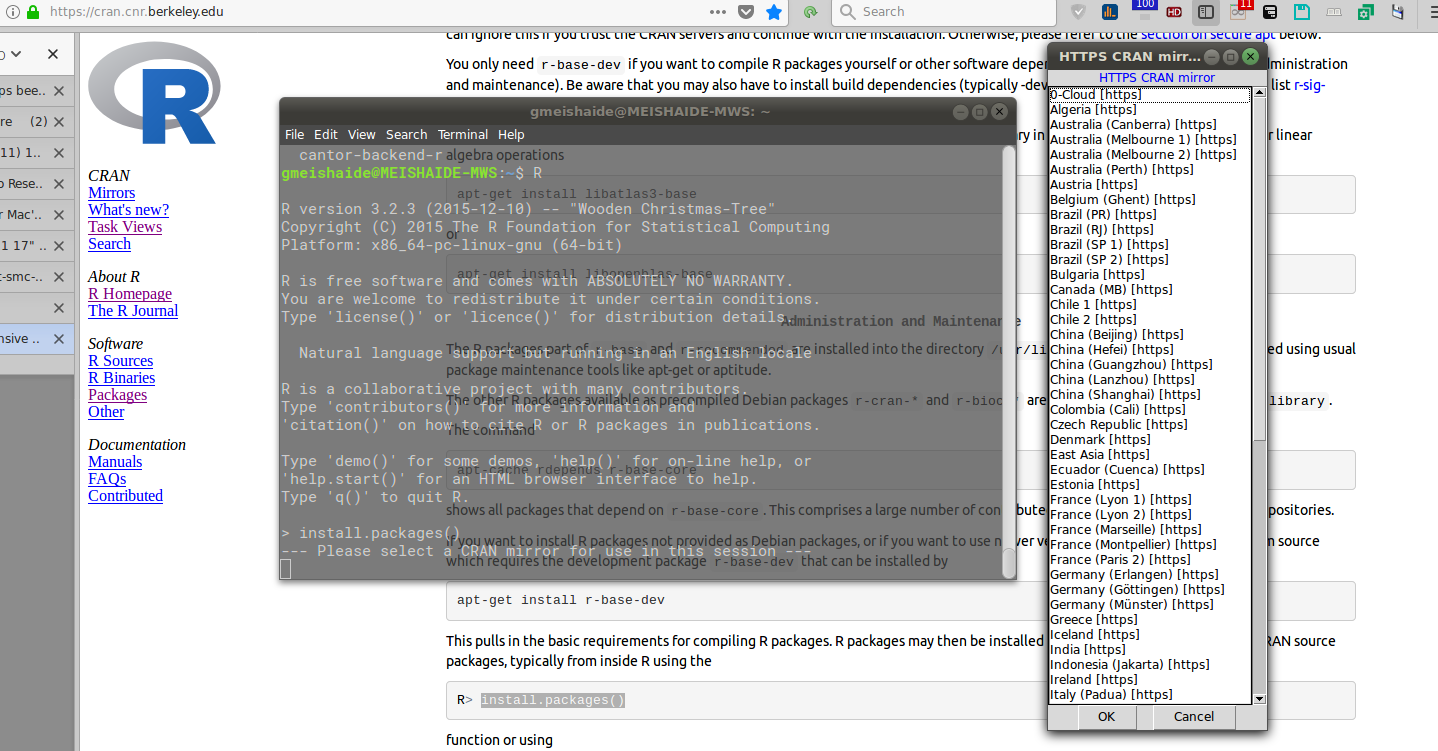 https://cran.cnr.berkeley.edu
Search
100
HD
11
ps bee..
re (2)
11) 1..
o Rese..
r Mac'..
1 17" ..
t-smc-..
nsive ..
R
CRAN
Mirrors
What's new?
Task Views
Search
About R
R Homepage
The R Journal
Software
R Sources
R Binaries
Packages
Other
Documentation
Manuals
FAQs
Contributed
can ignore this if you trust the CRAN servers and continue with the installation. Otherwise, please refer to the section on secure apt below.
You only need r-base-dev if you want to compile R packages yourself or other software depe
dministration
and maintenance). Be aware that you may also have to install build dependencies (typically -dev
list r-sig-
ry in
r linear
algebra operations
apt-get install libatlas3-base
or
apt-get install libopenblas-base
Administration and Maintenance
The R packages part of r-base and r-recommended are installed into the directory /usr/li
ed using usual
package maintenance tools like apt-get or aptitude.
The other R packages available as precompiled Debian packages r-cran-* and r-bioc-* are
library .
The command
apt-cache rdepends r-base-core
shows all packages that depend on r-base-core . This comprises a large number of contribute
positories.
If you want to install R packages not provided as Debian packages, or if you want to use newer ve
m source
which requires the development package r-base-dev that can be installed by
apt-get install r-base-dev
This pulls in the basic requirements for compiling R packages. R packages may then be installed
RAN source
packages, typically from inside R using the
R> install.packages()
function or using
gmeishaide@MEISHAIDE-MWS: ~
File Edit View Search Terminal Help
cantor-backend-r
gmeishaide@MEISHAIDE-MWS:~$ R
R version 3.2.3 (2015-12-10) -- "Wooden Christmas-Tree"
Copyright (C) 2015 The R Foundation for Statistical Computing
Platform: x86_64-pc-linux-gnu (64-bit)
R is free software and comes with ABSOLUTELY NO WARRANTY.
You are welcome to redistribute it under certain conditions.
Type 'license()' or 'licence()' for distribution details.
Natural language support but running in an English locale
R is a collaborative project with many contributors.
Type 'contributors()' for more information and
'citation()' on how to cite R or R packages in publications.
Type 'demo()' for some demos, 'help()' for on-line help, or
'help.start()' for an HTML browser interface to help.
Type 'q()' to quit R.
> install.packages()
--- Please select a CRAN mirror for use in this session ---
HTTPS CRAN mirr...
HTTPS CRAN mirror
0-Cloud [https]
Algeria [https]
Australia (Canberra) [https]
Australia (Melbourne 1) [https]
Australia (Melbourne 2) [https]
Australia (Perth) [https]
Austria [https]
Belgium (Ghent) [https]
Brazil (PR) [https]
Brazil (RJ) [https]
Brazil (SP 1) [https]
Brazil (SP 2) [https]
Bulgaria [https]
Canada (MB) [https]
Chile 1 [https]
Chile 2 [https]
China (Beijing) [https]
China (Hefei) [https]
China (Guangzhou) [https]
China (Lanzhou) [https]
China (Shanghai) [https]
Colombia (Cali) [https]
Czech Republic [https]
Denmark [https]
East Asia [https]
Ecuador (Cuenca) [https]
Estonia [https]
France (Lyon 1) [https]
France (Lyon 2) [https]
France (Marseille) [https]
France (Montpellier) [https]
France (Paris 2) [https]
Germany (Erlangen) [https]
Germany (Göttingen) [https]
Germany (Münster) [https]
Greece [https]
Iceland [https]
India [https]
Indonesia (Jakarta) [https]
Ireland [https]
Italy (Padua) [https]
OK Cancel